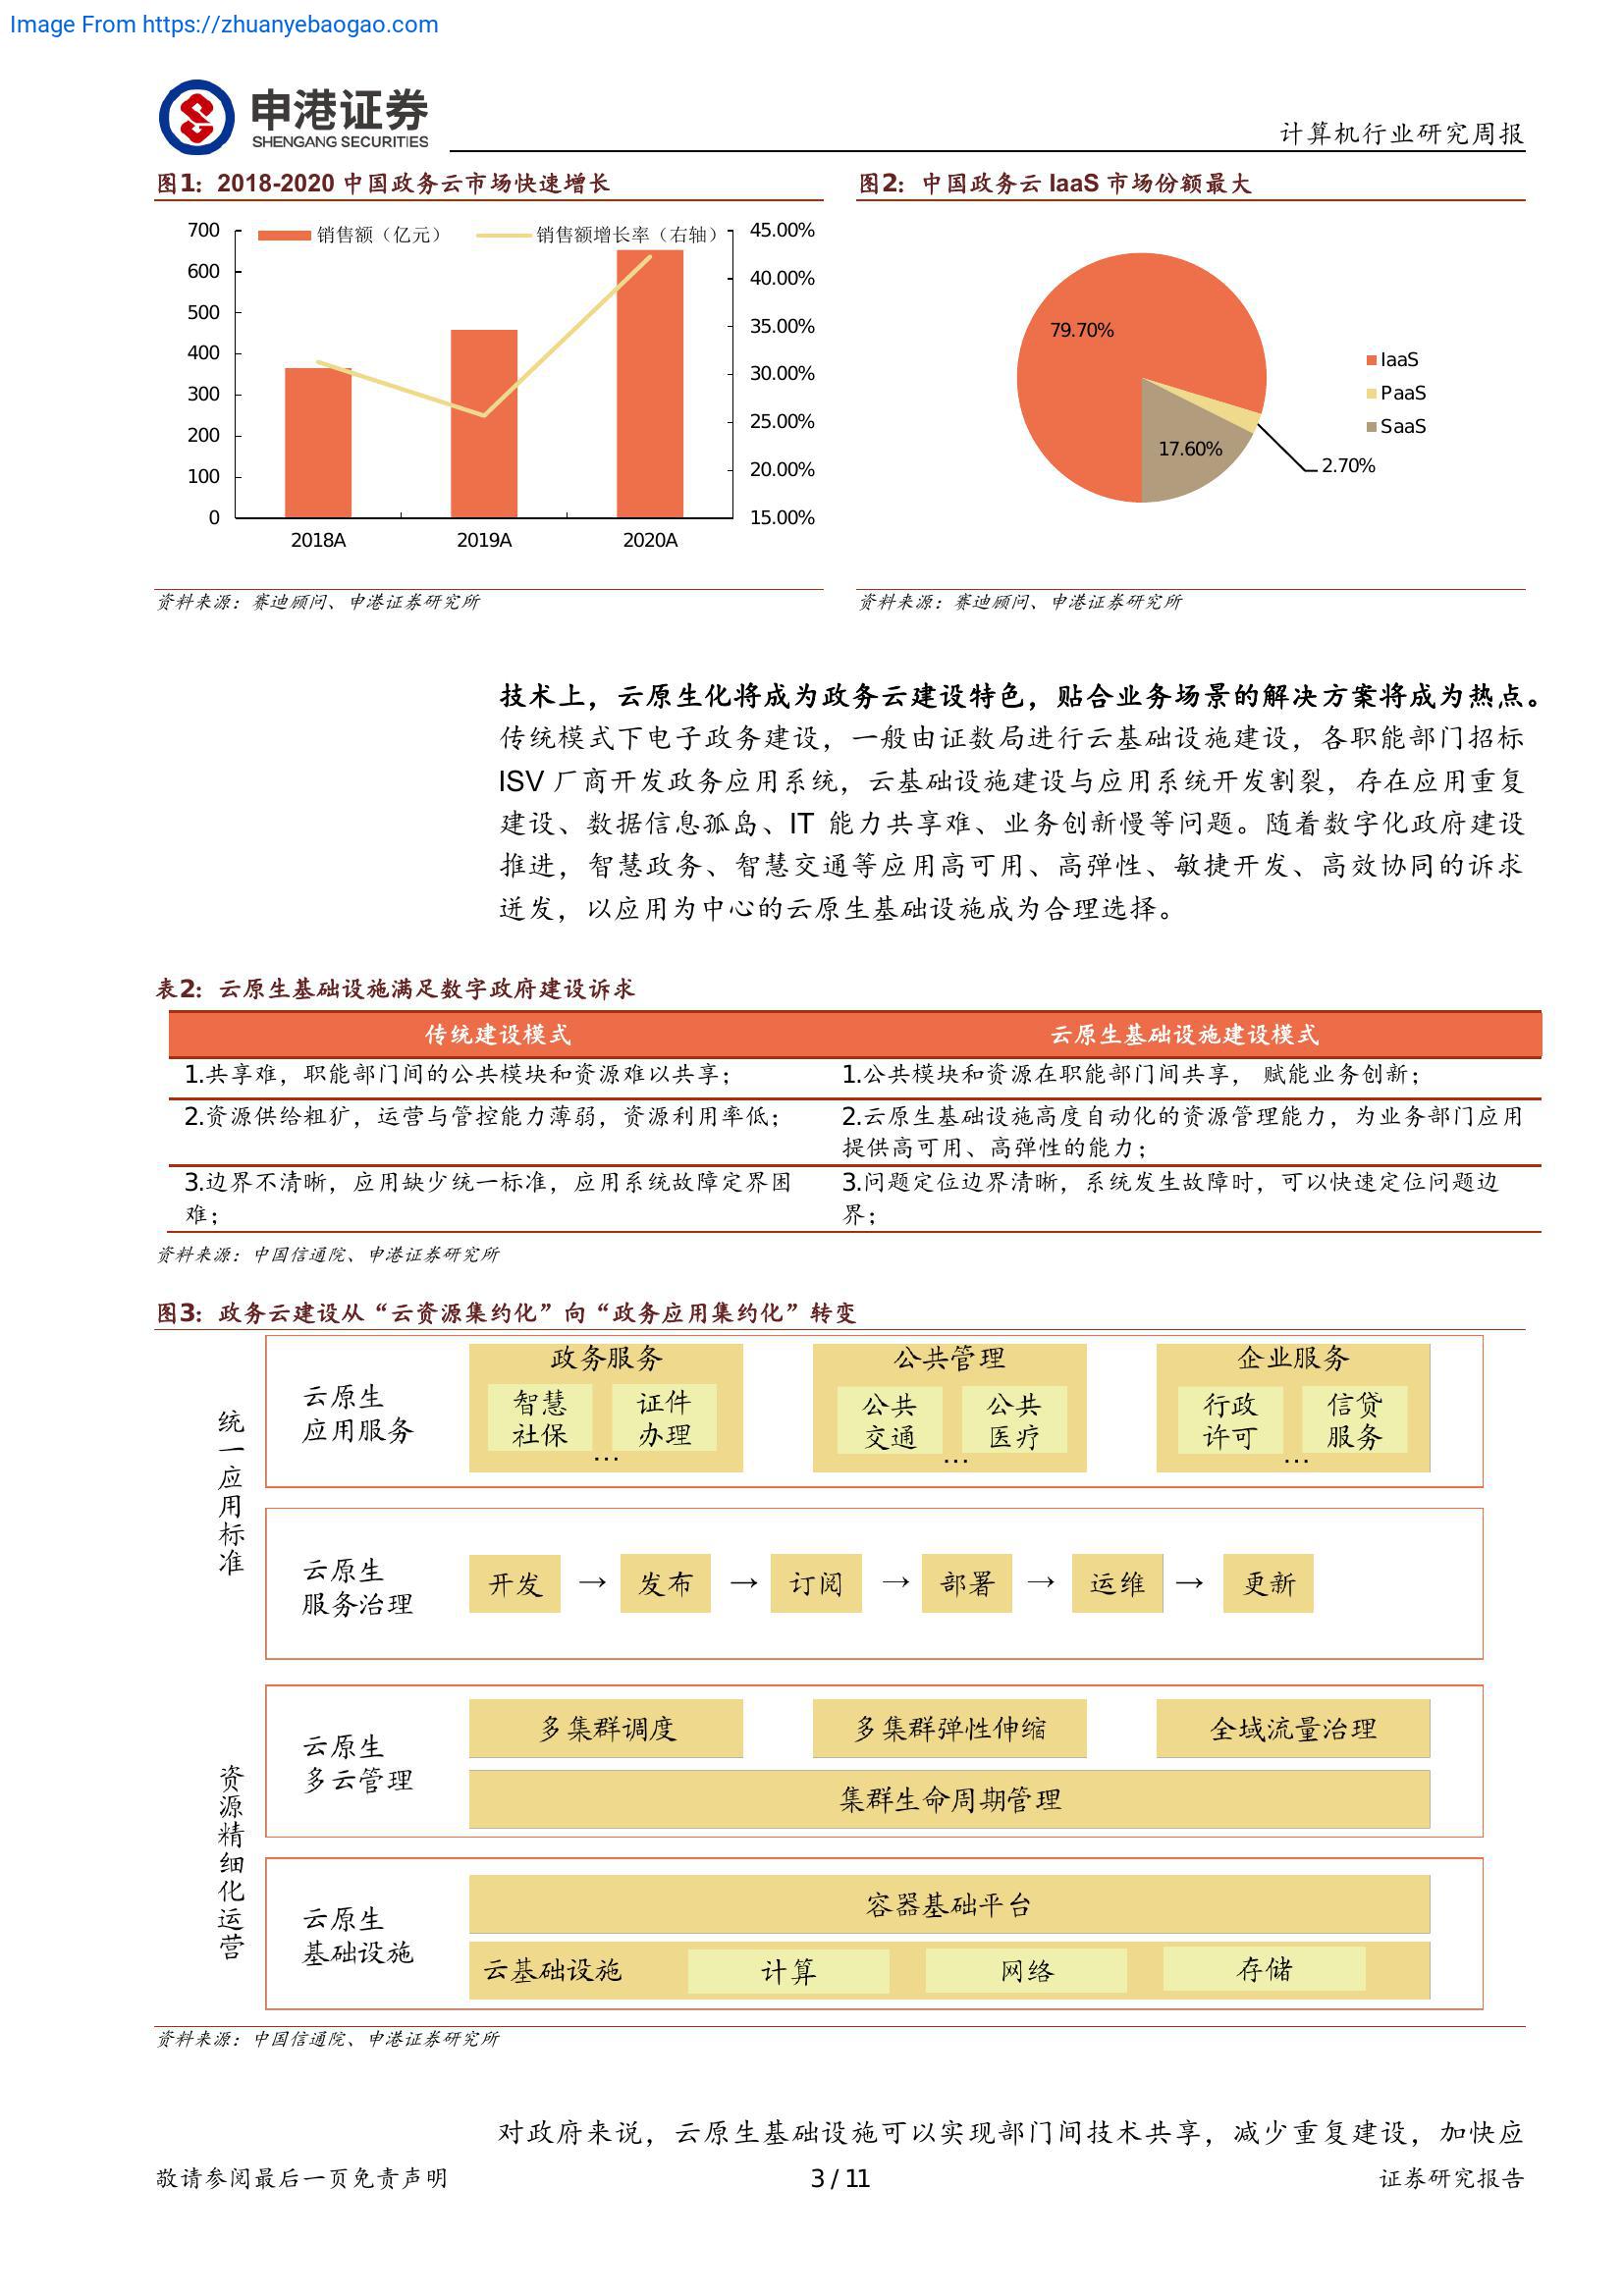 Image From https://zhuanyebaogao.com
申港证券
SHENGANG SECURITIES
计算机行业研究周报
图1：2018-2020 中国政务云市场快速增长
销售额（亿元）
销售额增长率（右轴）
700
600
500
400
300
200
100
0
45.00%
40.00%
35.00%
30.00%
25.00%
20.00%
15.00%
2018A
2019A
2020A
资料来源：赛迪顾问、申港证券研究所
图2：中国政务云 IaaS 市场份额最大
79.70%
17.60%
2.70%
IaaS
PaaS
SaaS
资料来源：赛迪顾问、申港证券研究所
技术上，云原生化将成为政务云建设特色，贴合业务场景的解决方案将成为热点。
传统模式下电子政务建设，一般由证数局进行云基础设施建设，各职能部门招标
ISV 厂商开发政务应用系统，云基础设施建设与应用系统开发割裂，存在应用重复
建设、数据信息孤岛、IT 能力共享难、业务创新慢等问题。随着数字化政府建设
推进，智慧政务、智慧交通等应用高可用、高弹性、敏捷开发、高效协同的诉求
迸发，以应用为中心的云原生基础设施成为合理选择。
表2：云原生基础设施满足数字政府建设诉求
传统建设模式
云原生基础设施建设模式
1.共享难，职能部门间的公共模块和资源难以共享；
1.公共模块和资源在职能部门间共享， 赋能业务创新；
2.资源供给粗犷，运营与管控能力薄弱，资源利用率低；
2.云原生基础设施高度自动化的资源管理能力，为业务部门应用
提供高可用、高弹性的能力；
3.边界不清晰，应用缺少统一标准，应用系统故障定界困
难；
3.问题定位边界清晰，系统发生故障时，可以快速定位问题边
界；
资料来源：中国信通院、申港证券研究所
图3：政务云建设从“云资源集约化”向“政务应用集约化”转变
统一应用标准
云原生
应用服务
政务服务
智慧
社保
证件
办理
…
公共管理
公共
交通
公共
医疗
…
企业服务
行政
许可
信贷
服务
…
云原生
服务治理
开发 → 发布 → 订阅 → 部署 → 运维 → 更新
资源精细化运营
云原生
多云管理
多集群调度
多集群弹性伸缩
全域流量治理
集群生命周期管理
云原生
基础设施
容器基础平台
云基础设施
计算
网络
存储
资料来源：中国信通院、申港证券研究所
对政府来说，云原生基础设施可以实现部门间技术共享，减少重复建设，加快应
敬请参阅最后一页免责声明
3 / 11
证券研究报告